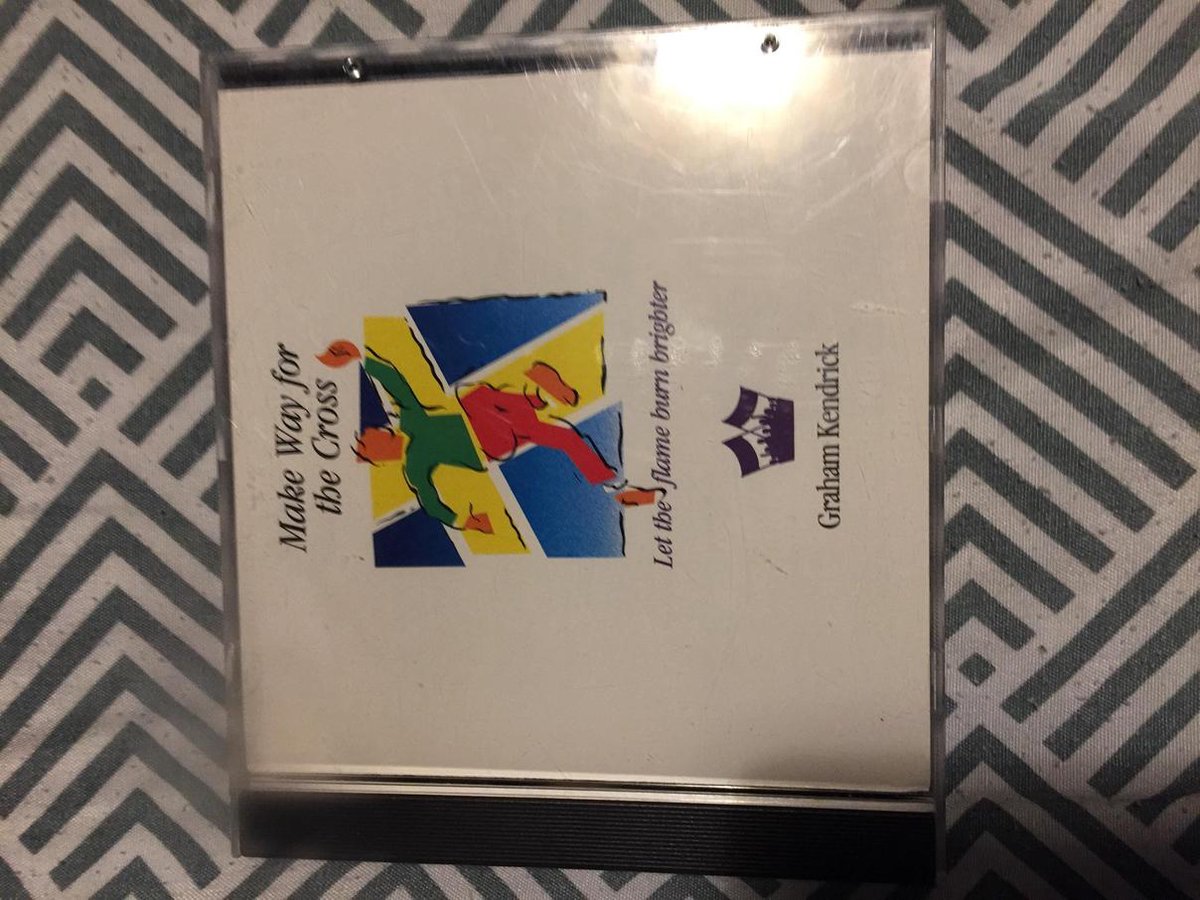 Make Way for
the Cross
Let the flame burn brighter
Graham Kendrick